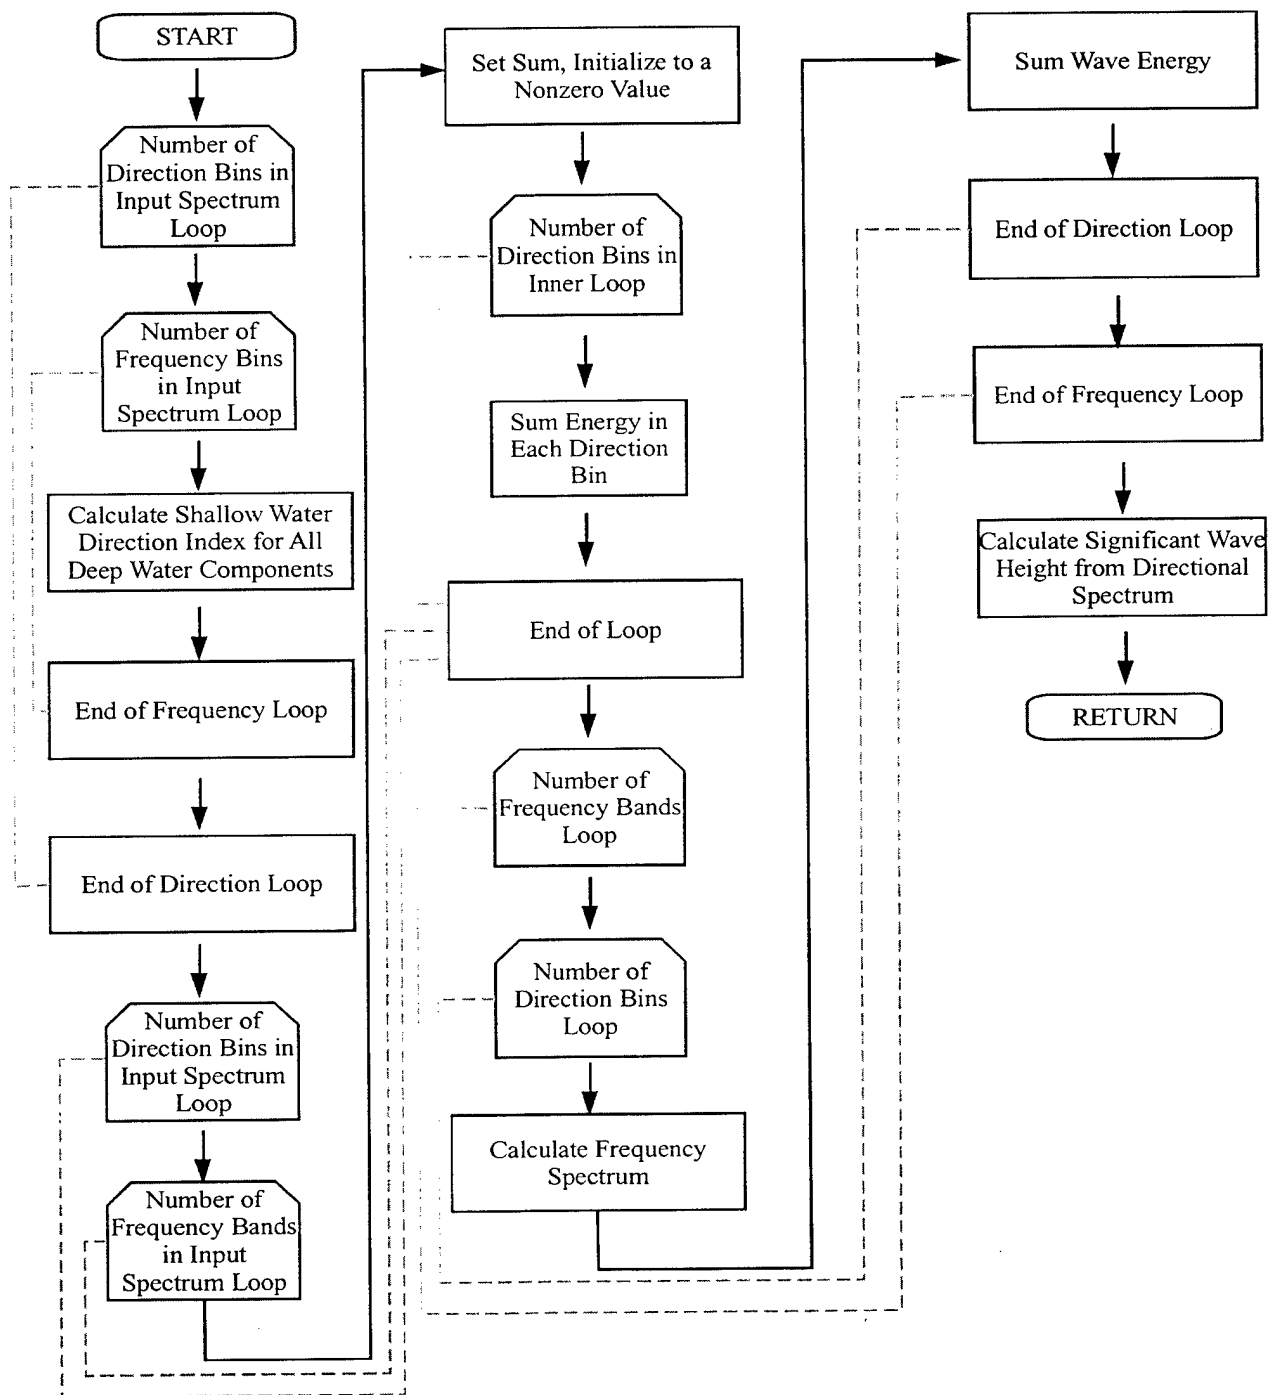 START
Number of
Direction Bins in
Input Spectrum
Loop
Number of
Frequency Bins
in Input
Spectrum Loop
Calculate Shallow Water
Direction Index for All
Deep Water Components
End of Frequency Loop
End of Direction Loop
Number of
Direction Bins in
Input Spectrum
Loop
Number of
Frequency Bands
in Input
Spectrum Loop
Set Sum, Initialize to a
Nonzero Value
Number of
Direction Bins in
Inner Loop
Sum Energy in
Each Direction
Bin
End of Loop
Number of
Frequency Bands
Loop
Number of
Direction Bins
Loop
Calculate Frequency
Spectrum
Sum Wave Energy
End of Direction Loop
End of Frequency Loop
Calculate Significant Wave
Height from Directional
Spectrum
RETURN